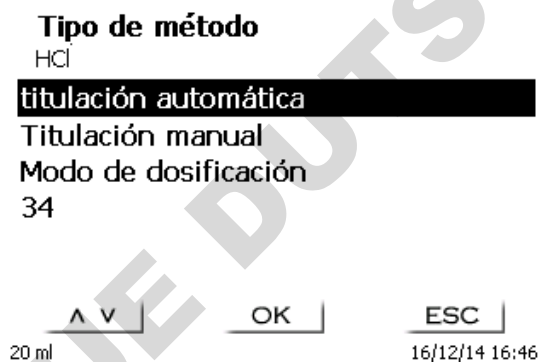 Tipo de método
HCl
titulación automática
Titulación manual
Modo de dosificación
34
∧ ∨ OK ESC
20 ml 16/12/14 16:46